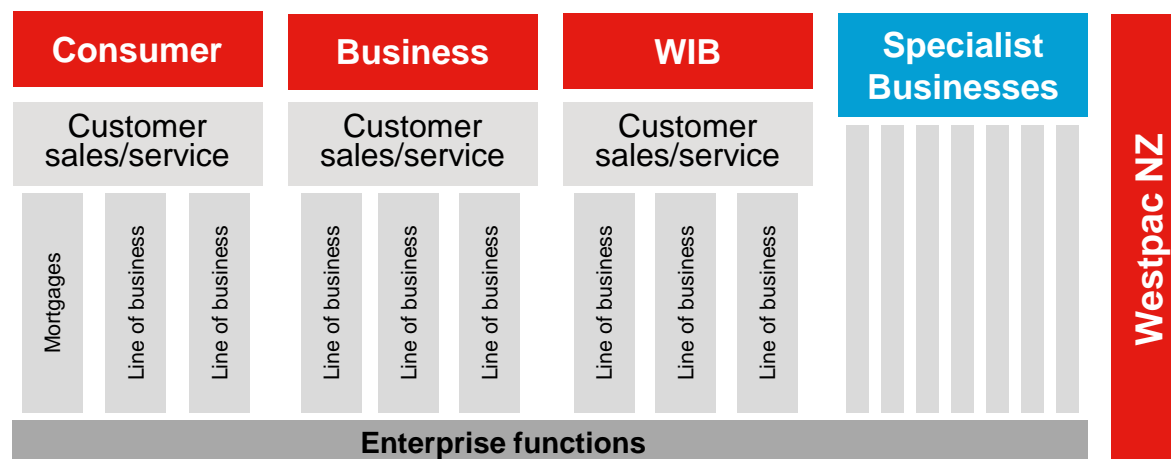 Consumer
Business
WIB
Specialist
Businesses
Customer
sales/service
Customer
sales/service
Customer
sales/service
Mortgages
Line of business
Line of business
Line of business
Line of business
Line of business
Line of business
Line of business
Line of business
Westpac NZ
Enterprise functions